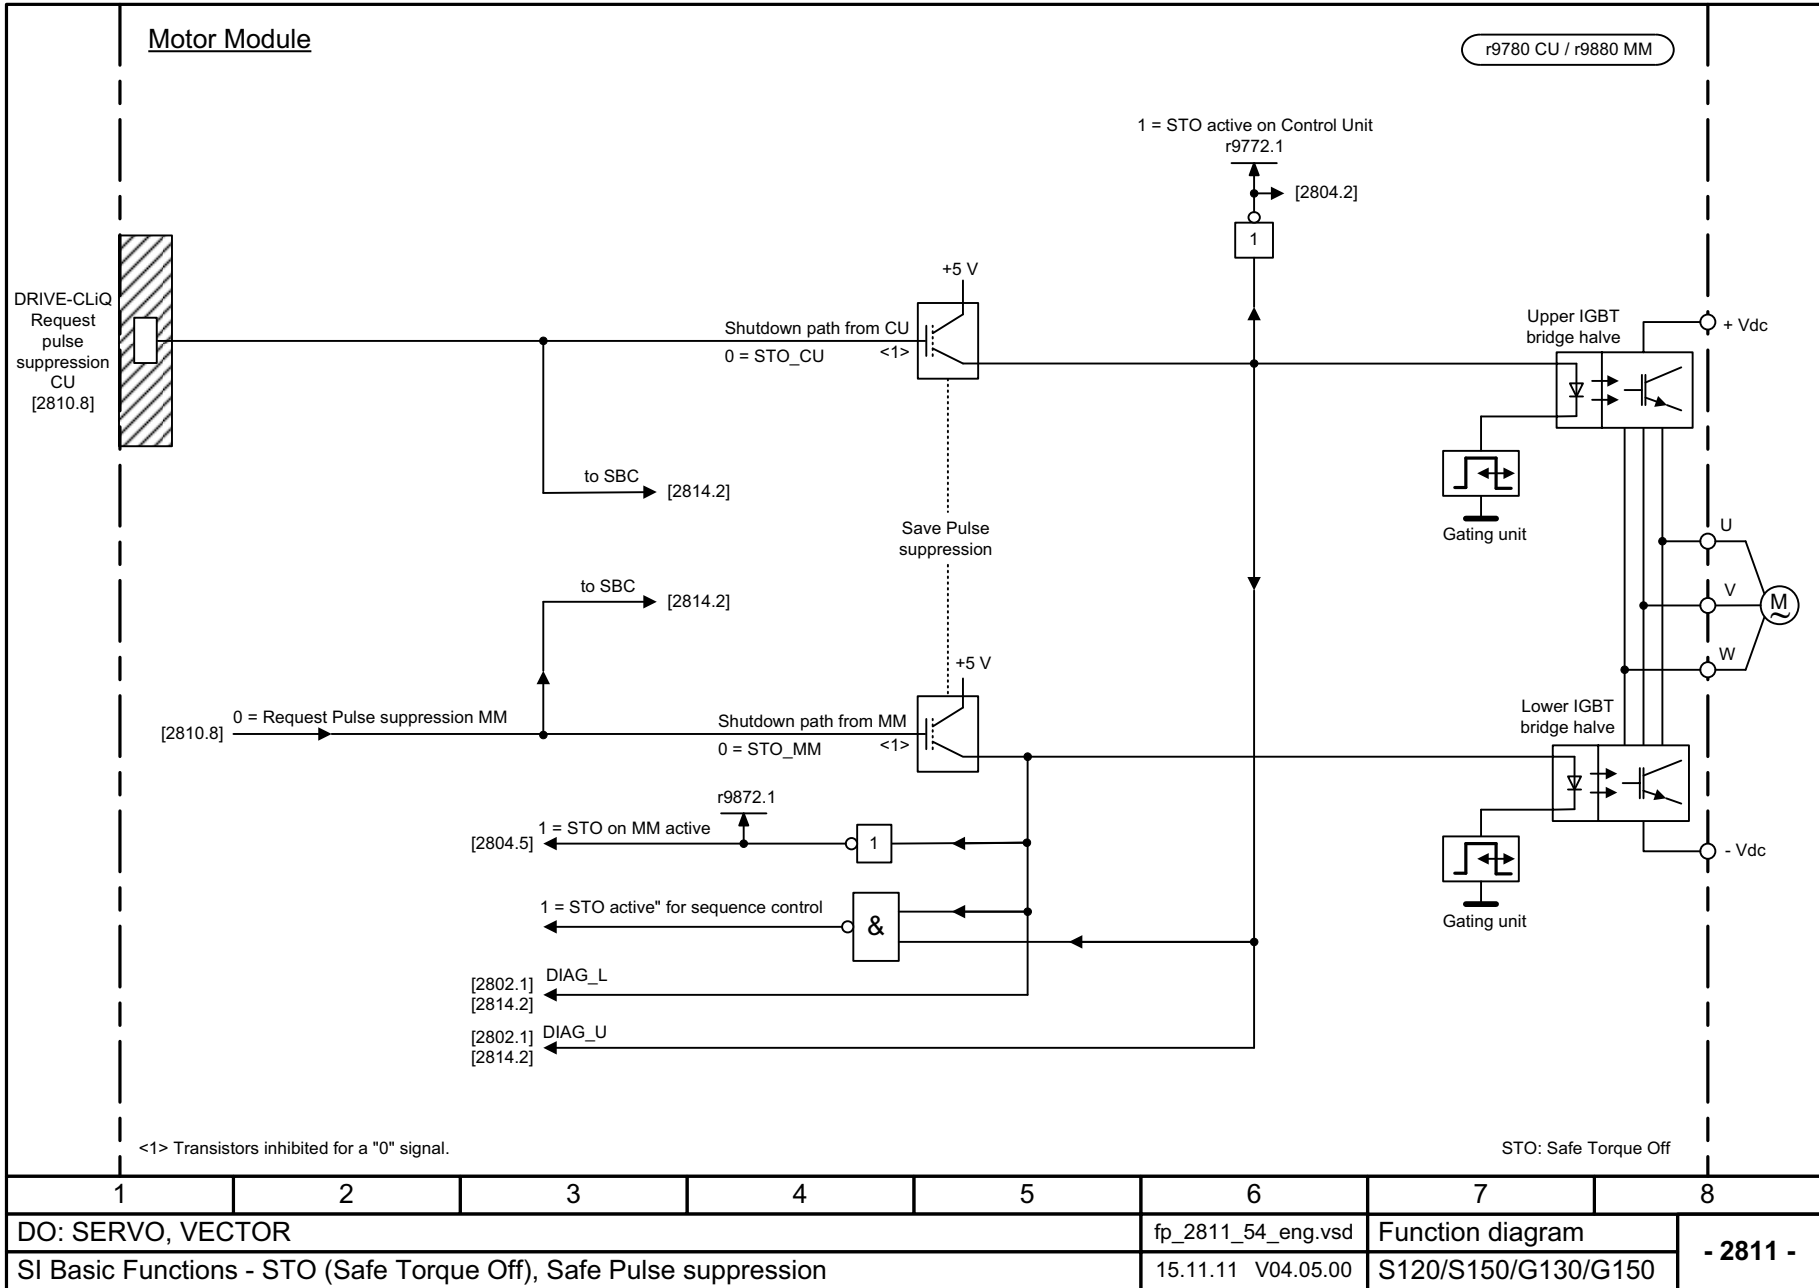 Motor Module
r9780 CU / r9880 MM
1 = STO active on Control Unit
r9772.1
[2804.2]
1
+5 V
DRIVE-CLiQ
Request
pulse
suppression
CU
[2810.8]
Shutdown path from CU
0 = STO_CU
<1>
Upper IGBT
bridge halve
+ Vdc
to SBC
[2814.2]
Gating unit
Save Pulse
suppression
U
V
W
M
~
to SBC
[2814.2]
+5 V
[2810.8]
0 = Request Pulse suppression MM
Shutdown path from MM
0 = STO_MM
<1>
Lower IGBT
bridge halve
r9872.1
[2804.5]
1 = STO on MM active
1
- Vdc
1 = STO active" for sequence control
&
Gating unit
[2802.1]
[2814.2]
DIAG_L
[2802.1]
[2814.2]
DIAG_U
<1> Transistors inhibited for a "0" signal.
STO: Safe Torque Off
1 2 3 4 5 6 7 8
DO: SERVO, VECTOR
fp_2811_54_eng.vsd
Function diagram
- 2811 -
SI Basic Functions - STO (Safe Torque Off), Safe Pulse suppression
15.11.11 V04.05.00
S120/S150/G130/G150